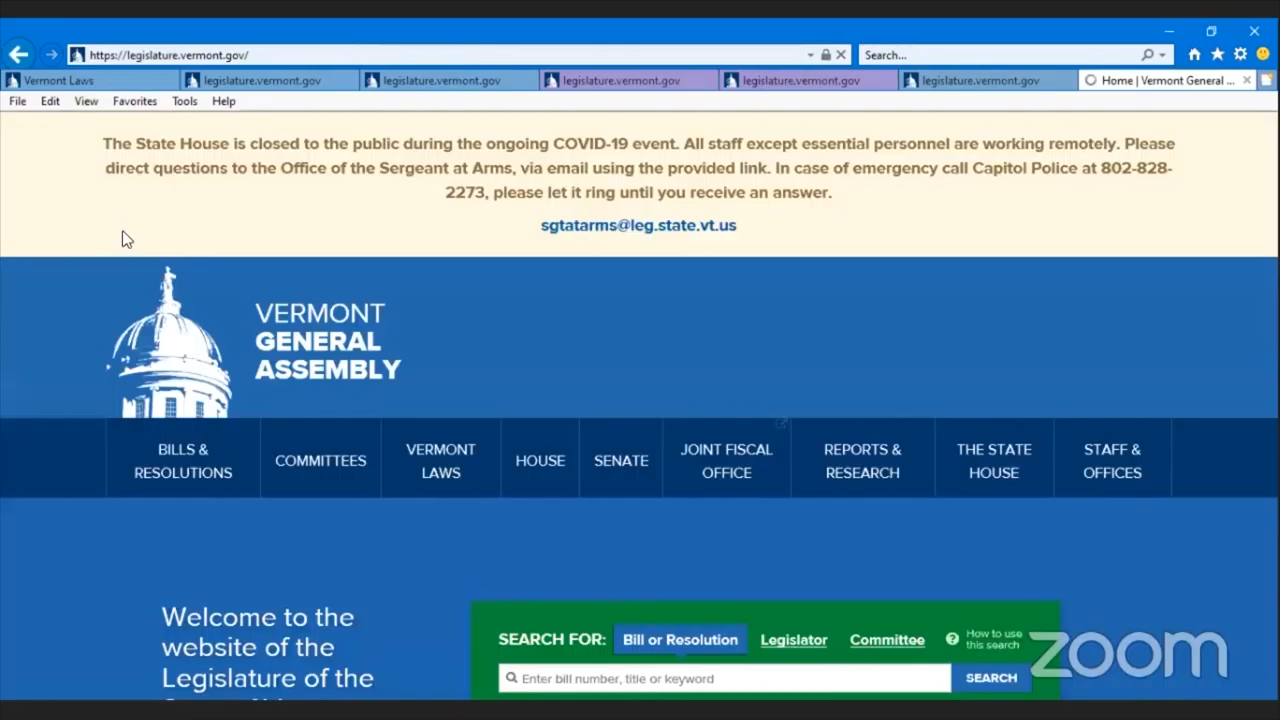 https://legislature.vermont.gov/
Search...
Vermont Laws
legislature.vermont.gov
legislature.vermont.gov
legislature.vermont.gov
legislature.vermont.gov
legislature.vermont.gov
Home | Vermont General ...
File Edit View Favorites Tools Help
The State House is closed to the public during the ongoing COVID-19 event. All staff except essential personnel are working remotely. Please
direct questions to the Office of the Sergeant at Arms, via email using the provided link. In case of emergency call Capitol Police at 802-828-
2273, please let it ring until you receive an answer.
sgtatarms@leg.state.vt.us
VERMONT
GENERAL
ASSEMBLY
BILLS &
RESOLUTIONS
COMMITTEES
VERMONT
LAWS
HOUSE
SENATE
JOINT FISCAL
OFFICE
REPORTS &
RESEARCH
THE STATE
HOUSE
STAFF &
OFFICES
Welcome to the
website of the
Legislature of the
SEARCH FOR: Bill or Resolution Legislator Committee
How to use
this search
Enter bill number, title or keyword
SEARCH
zoom